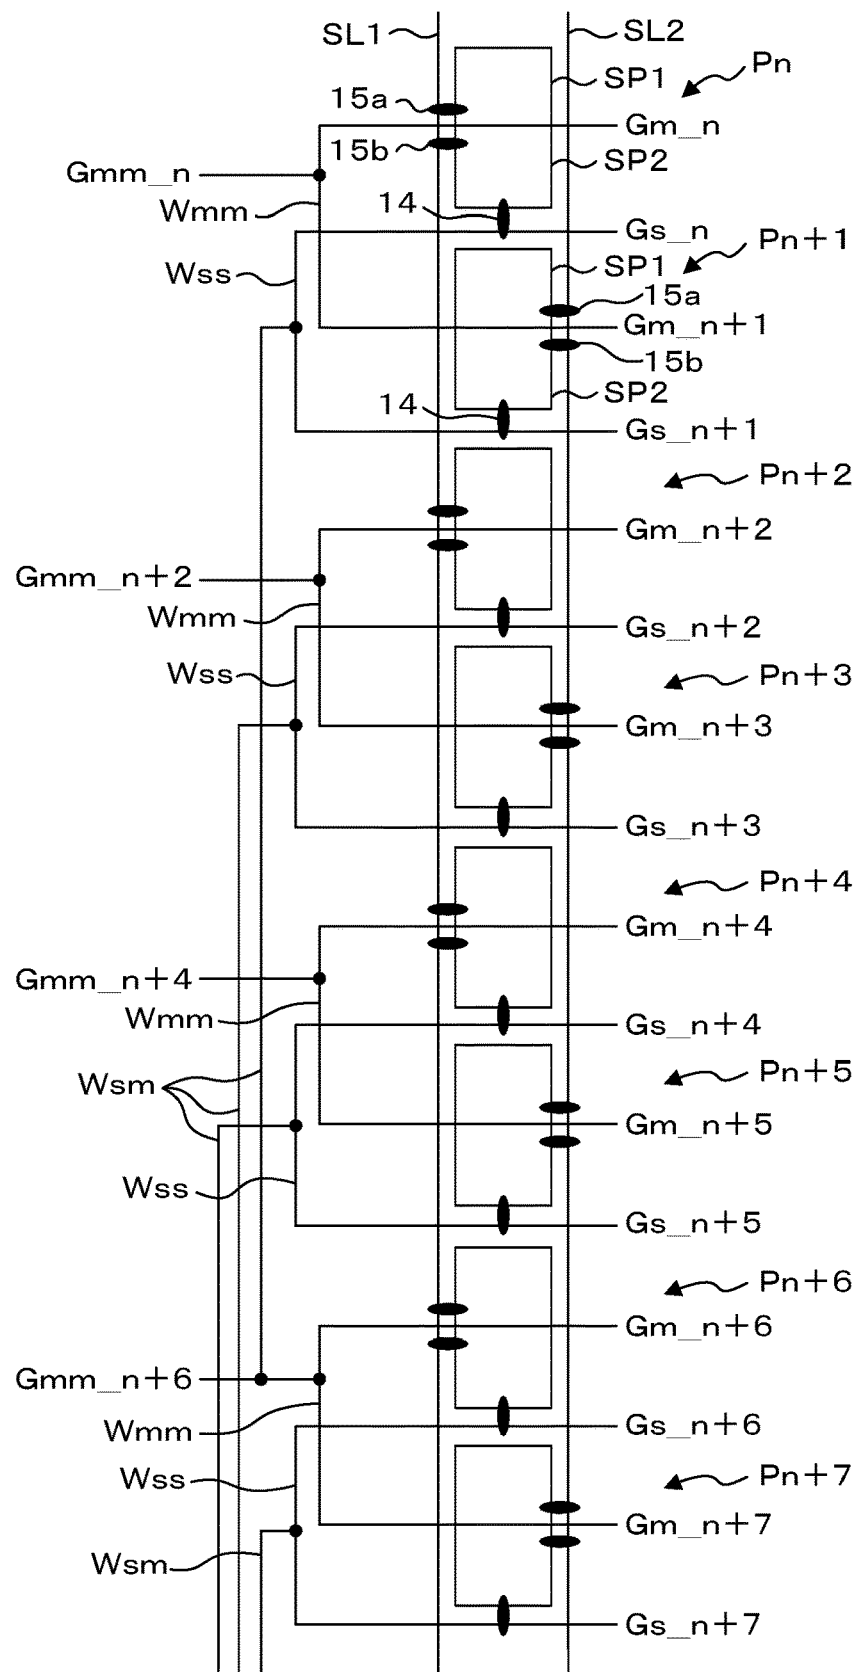 SL1 SL2
Pn
SP1
15a
Gm_n
15b
SP2
Gmm_n
Wmm
14
Gs_n
Pn+1
Wss
SP1
15a
Gm_n+1
15b
SP2
14
Gs_n+1
Pn+2
Gm_n+2
Gmm_n+2
Wmm
Gs_n+2
Wss
Pn+3
Gm_n+3
Gs_n+3
Pn+4
Gm_n+4
Gmm_n+4
Wmm
Gs_n+4
Wsm
Pn+5
Gm_n+5
Wss
Gs_n+5
Pn+6
Gm_n+6
Gmm_n+6
Wmm
Gs_n+6
Wss
Pn+7
Gm_n+7
Wsm
Gs_n+7